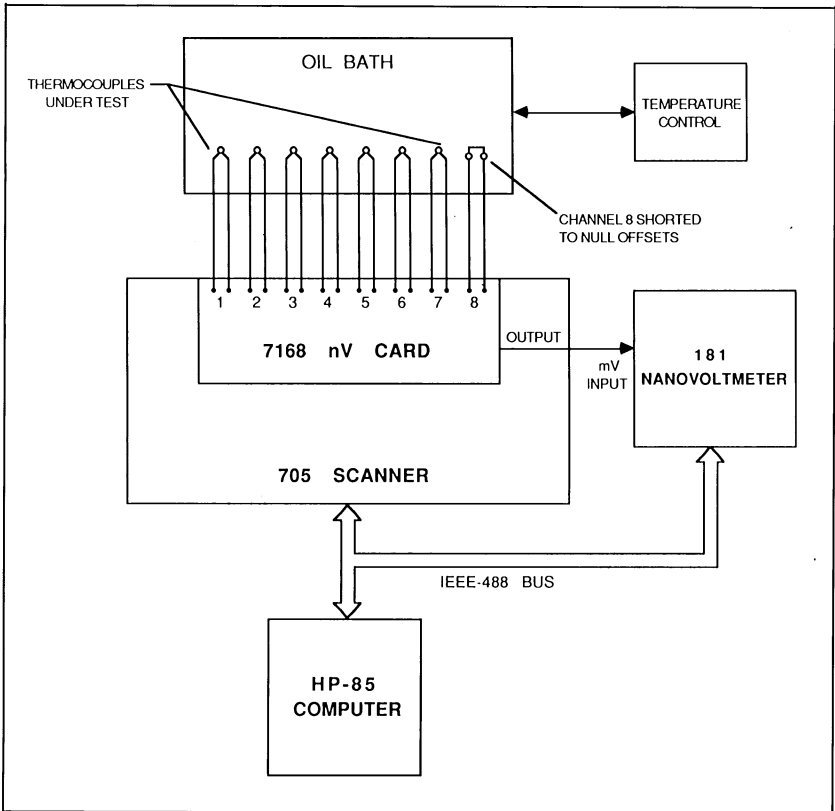 OIL BATH
THERMOCOUPLES
UNDER TEST
TEMPERATURE
CONTROL
CHANNEL 8 SHORTED
TO NULL OFFSETS
1 2 3 4 5 6 7 8
7168 nV CARD
OUTPUT
mV
INPUT
181
NANOVOLTMETER
705 SCANNER
IEEE-488 BUS
HP-85
COMPUTER